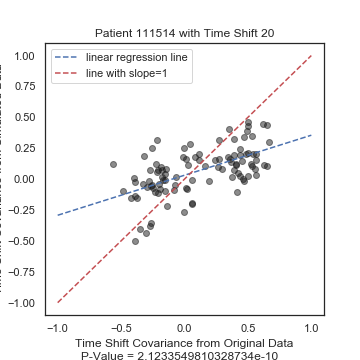 Patient 111514 with Time Shift 20
linear regression line
line with slope=1
1.00
0.75
0.50
0.25
0.00
−0.25
−0.50
−0.75
−1.00
−1.0
−0.5
0.0
0.5
1.0
Time Shift Covariance from Original Data
P-Value = 2.1233549810328734e-10